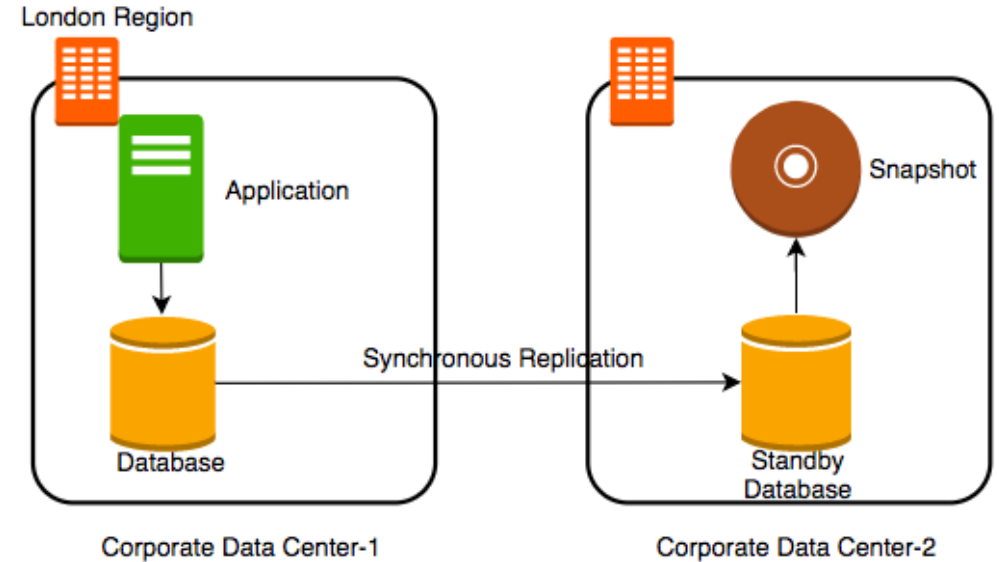 London Region
Application
Snapshot
Synchronous Replication
Database
Standby
Database
Corporate Data Center-1
Corporate Data Center-2